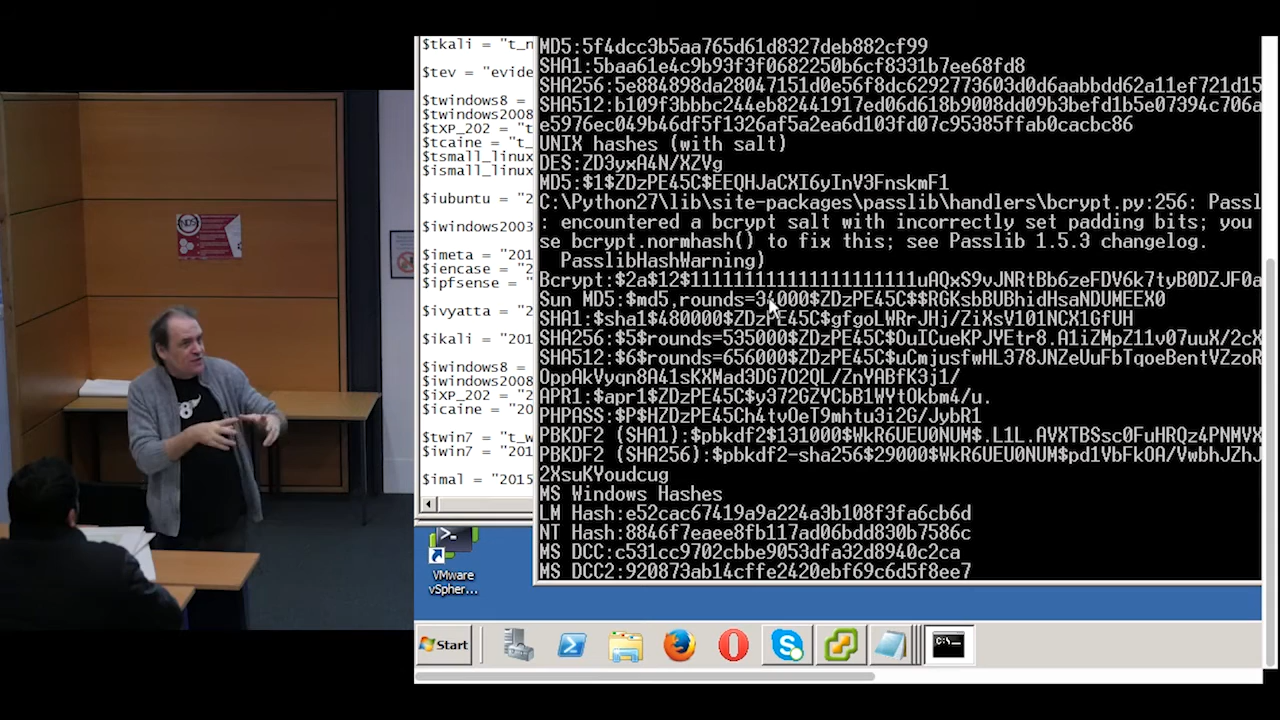 $tkali = "t_n
$tev = "evide
$twindows8 =
$twindows2008
$tXP_202 = "t
$tcaine = "t_
$tsmall_linux
$ismall_linux
$iubuntu = "2
$iwindows2003
$imeta = "201
$iencase = "2
$ipfsense = "
$ivyatta = "2
$ikali = "201
$iwindows8 =
$iwindows2008
$iXP_202 = "2
$icaine = "20
$twin7 = "t_w
$iwin7 = "201
$imal = "2015
MD5:5f4dcc3b5aa765d61d8327deb882cf99
SHA1:5baa61e4c9b93f3f0682250b6cf8331b7ee68fd8
SHA256:5e884898da28047151d0e56f8dc6292773603d0d6aabbdd62a11ef721d15
SHA512:b109f3bbbc244eb82441917ed06d618b9008dd09b3befd1b5e07394c706a
e5976ec049b46df5f1326af5a2ea6d103fd07c95385ffab0cacbc86
UNIX hashes (with salt)
DES:ZD3yxA4N/XZVg
MD5:$1$ZDzPE45C$EEQHJaCXI6yInV3FnskmF1
C:\Python27\lib\site-packages\passlib\handlers\bcrypt.py:256: Passl
: encountered a bcrypt salt with incorrectly set padding bits; you
se bcrypt.normhash() to fix this; see Passlib 1.5.3 changelog.
PasslibHashWarning)
Bcrypt:$2a$12$111111111111111111111uAQxS9vJNRtBb6zeFDV6k7tyB0DZJF0a
Sun MD5:$md5,rounds=34000$ZDzPE45C$$RGKsbBUBhidHsaNDUMEEX0
SHA1:$sha1$480000$ZDzPE45C$gfgoLWRrJHj/ZiXsV101NCX1GfUH
SHA256:$5$rounds=535000$ZDzPE45C$OuICueKPJYEtr8.A1iZMpZ11v07uuX/2cX
SHA512:$6$rounds=656000$ZDzPE45C$uCmjusfwHL378JNZeUuFbTqoeBentVZzoR
OppAkVyqn8A41sKXMad3DG7O2QL/ZnYABfK3j1/
APR1:$apr1$ZDzPE45C$y372GZYCbB1WYtOkbm4/u.
PHPASS:$P$HZDzPE45Ch4tvOeT9mhtu3i2G/JybR1
PBKDF2 (SHA1):$pbkdf2$131000$WkR6UEU0NUM$.L1L.AVXTBSsc0FuHRQz4PNMVX
PBKDF2 (SHA256):$pbkdf2-sha256$29000$WkR6UEU0NUM$pd1VbFkOA/VwbhJZhJ
2XsuKYoudcug
MS Windows Hashes
LM Hash:e52cac67419a9a224a3b108f3fa6cb6d
NT Hash:8846f7eaee8fb117ad06bdd830b7586c
MS DCC:c531cc9702cbbe9053dfa32d8940c2ca
MS DCC2:920873ab14cffe2420ebf69c6d5f8ee7
VMware
vSpher...
Start